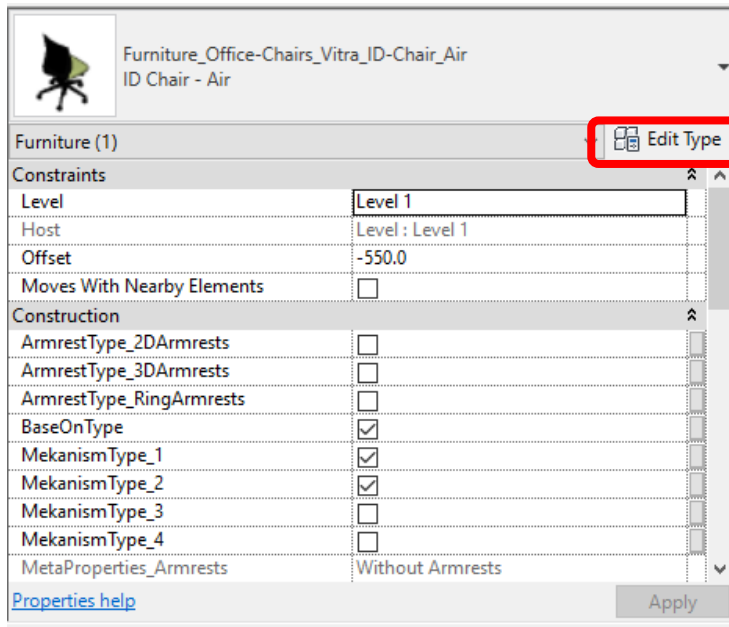 Furniture_Office-Chairs_Vitra_ID-Chair_Air
ID Chair - Air
Furniture (1) Edit Type
Constraints
Level Level 1
Host Level : Level 1
Offset -550.0
Moves With Nearby Elements
Construction
ArmrestType_2DArmrests
ArmrestType_3DArmrests
ArmrestType_RingArmrests
BaseOnType
MekanismType_1
MekanismType_2
MekanismType_3
MekanismType_4
MetaProperties_Armrests Without Armrests
Properties help Apply